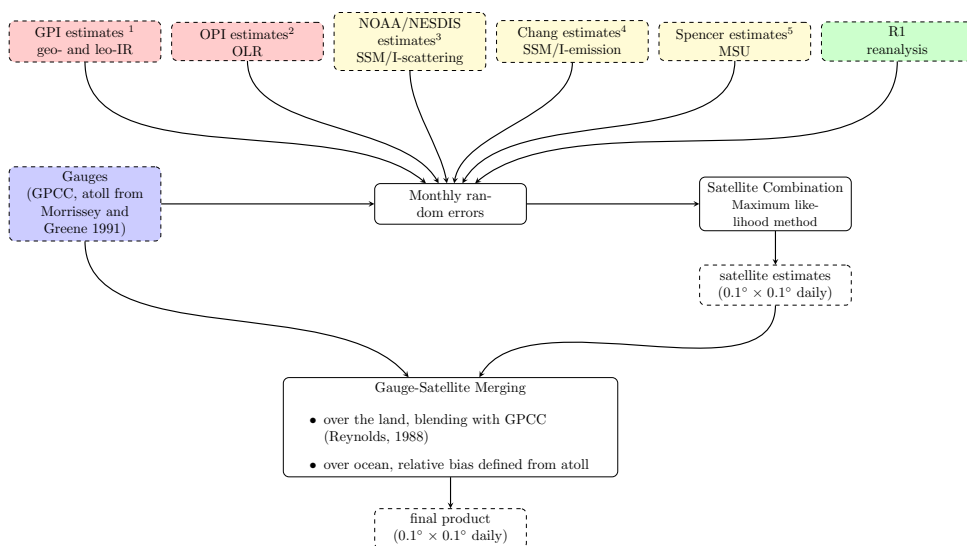 GPI estimates ¹
geo- and leo-IR
OPI estimates²
OLR
NOAA/NESDIS
estimates³
SSM/I-scattering
Chang estimates⁴
SSM/I-emission
Spencer estimates⁵
MSU
R1
reanalysis
Gauges
(GPCC, atoll from
Morrissey and
Greene 1991)
Monthly ran-
dom errors
Satellite Combination
Maximum like-
lihood method
satellite estimates
(0.1° × 0.1° daily)
Gauge-Satellite Merging
• over the land, blending with GPCC
(Reynolds, 1988)
• over ocean, relative bias defined from atoll
final product
(0.1° × 0.1° daily)